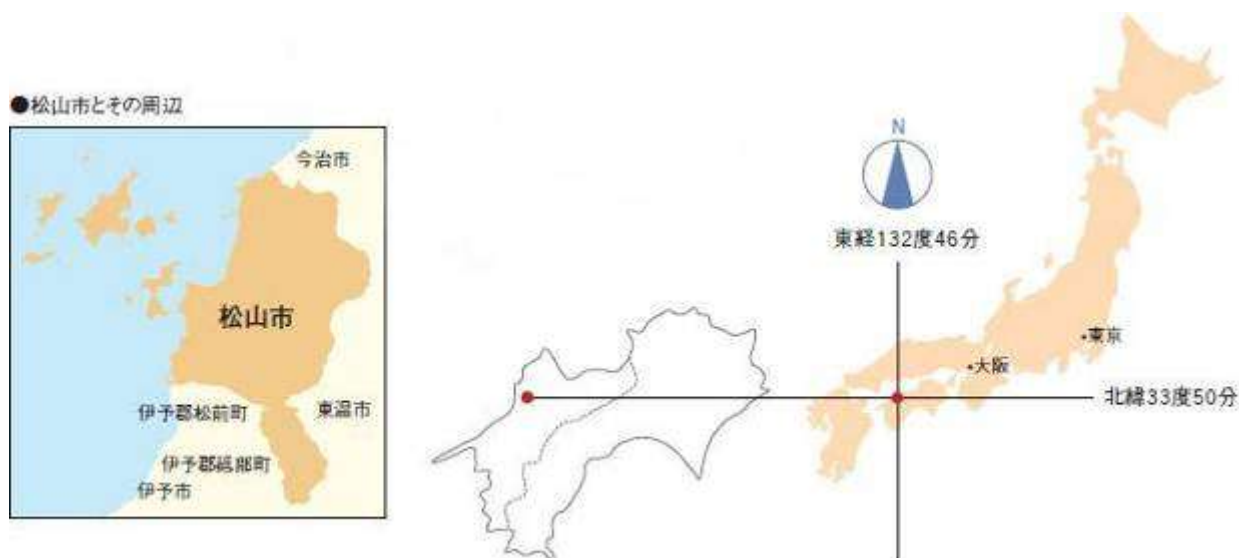 ●松山市とその周辺
今治市
松山市
伊予郡松前町
東温市
伊予郡砥部町
伊予市
N
東経132度46分
・東京
・大阪
北緯33度50分